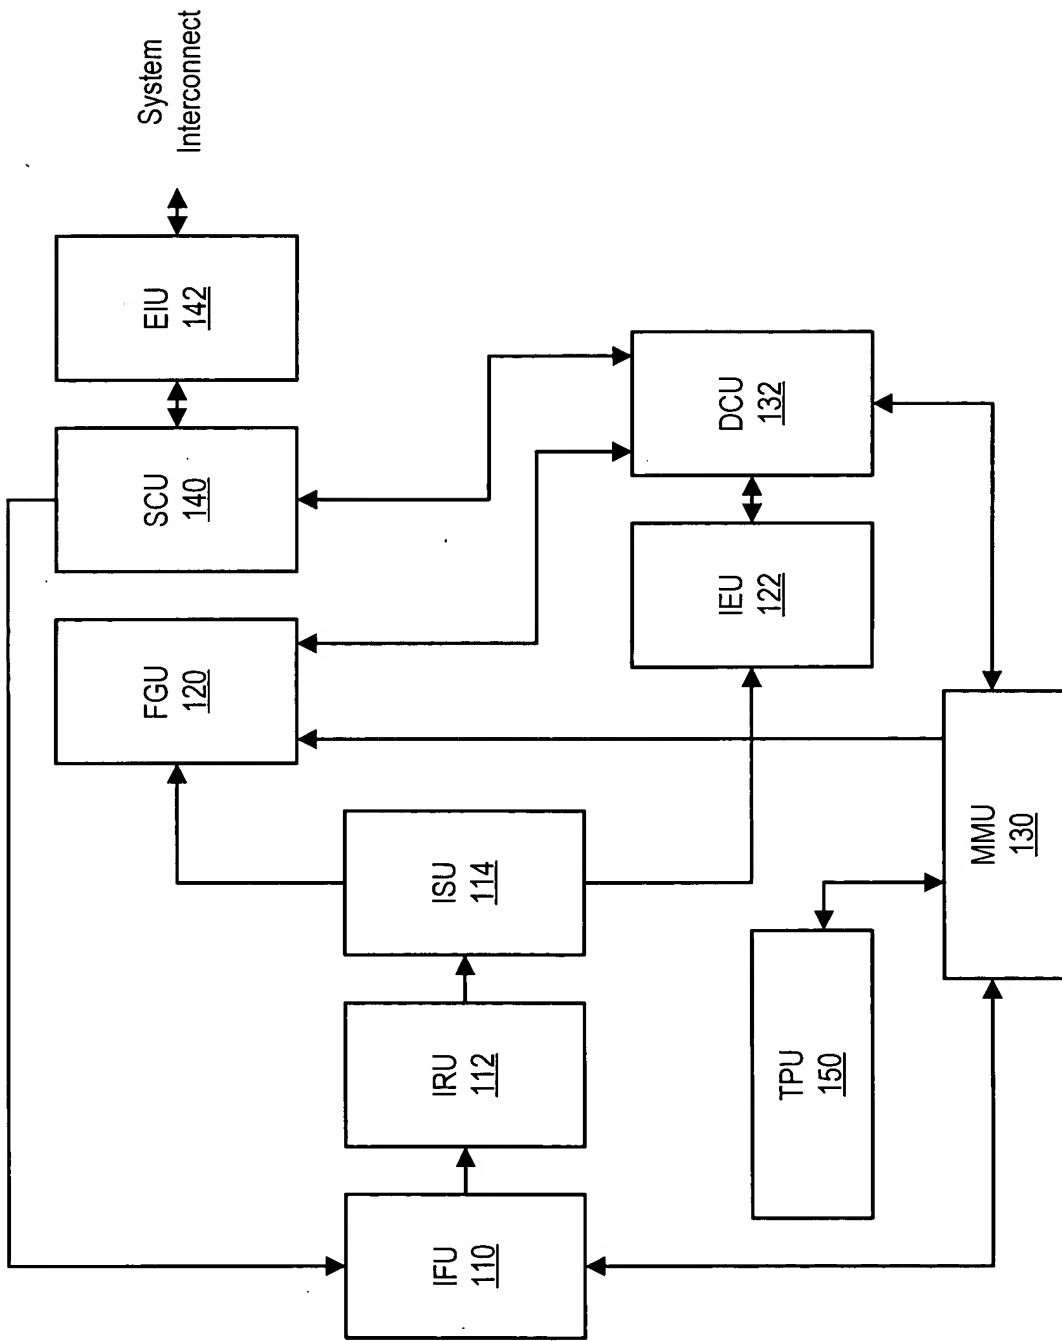 System
Interconnect
EIU
142
SCU
140
FGU
120
DCU
132
IEU
122
ISU
114
IRU
112
IFU
110
TPU
150
MMU
130